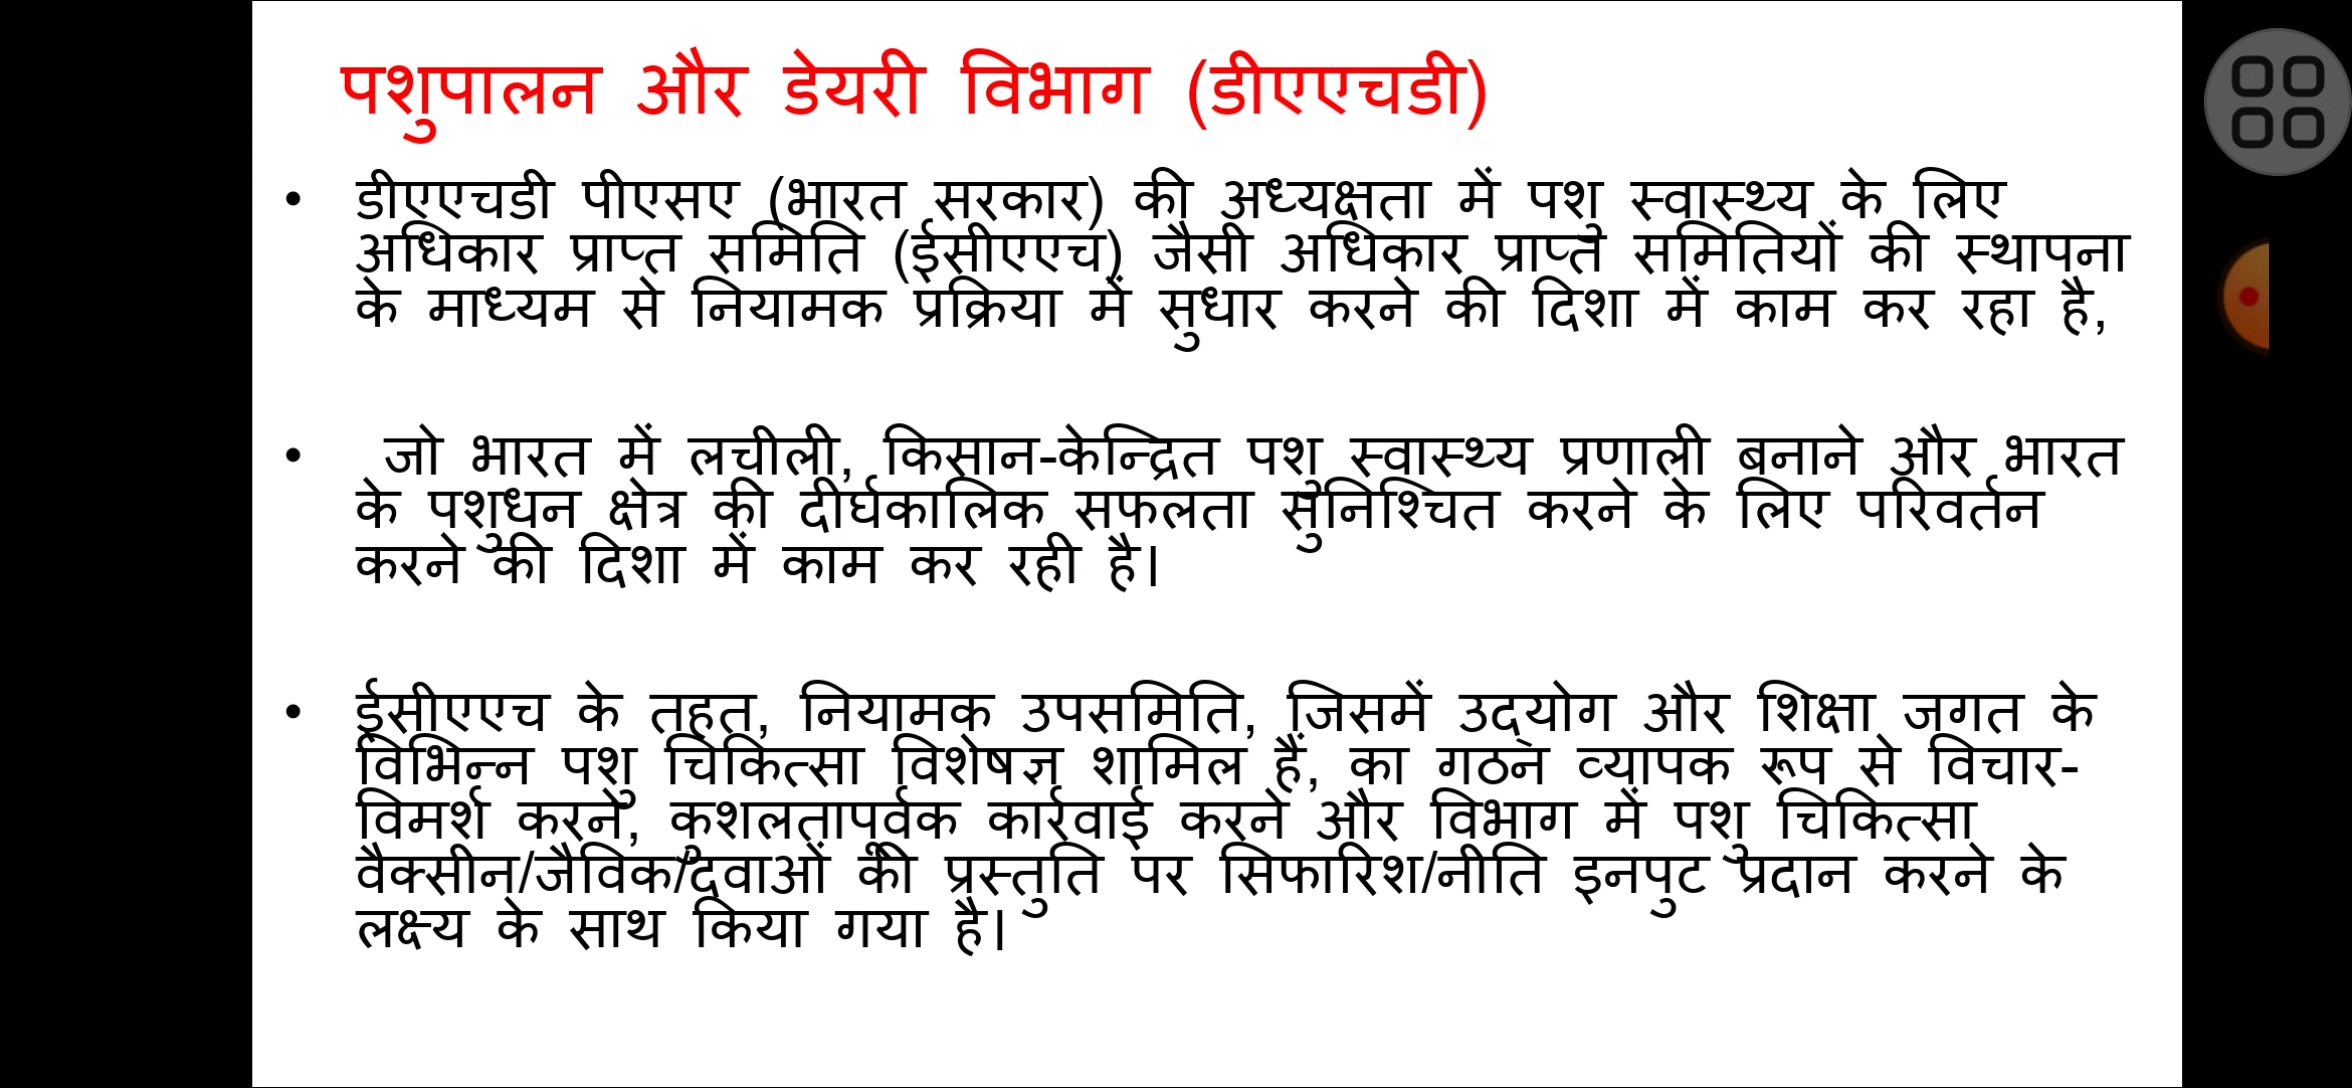 पशुपालन और डेयरी विभाग (डीएएचडी)
• डीएएचडी पीएसए (भारत सरकार) की अध्यक्षता में पशु स्वास्थ्य के लिए
अधिकार प्राप्त समिति (ईसीएएच) जैसी अधिकार प्राप्त समितियों की स्थापना
के माध्यम से नियामक प्रक्रिया में सुधार करने की दिशा में काम कर रहा है,
• जो भारत में लचीली, किसान-केन्द्रित पशु स्वास्थ्य प्रणाली बनाने और भारत
के पशुधन क्षेत्र की दीर्घकालिक सफलता सुनिश्चित करने के लिए परिवर्तन
करने की दिशा में काम कर रही है।
• ईसीएएच के तहत, नियामक उपसमिति, जिसमें उद्योग और शिक्षा जगत के
विभिन्न पशु चिकित्सा विशेषज्ञ शामिल हैं, का गठन व्यापक रूप से विचार-
विमर्श करने, कुशलतापूर्वक कार्रवाई करने और विभाग में पशु चिकित्सा
वैक्सीन/जैविक/दवाओं की प्रस्तुति पर सिफारिश/नीति इनपुट प्रदान करने के
लक्ष्य के साथ किया गया है।